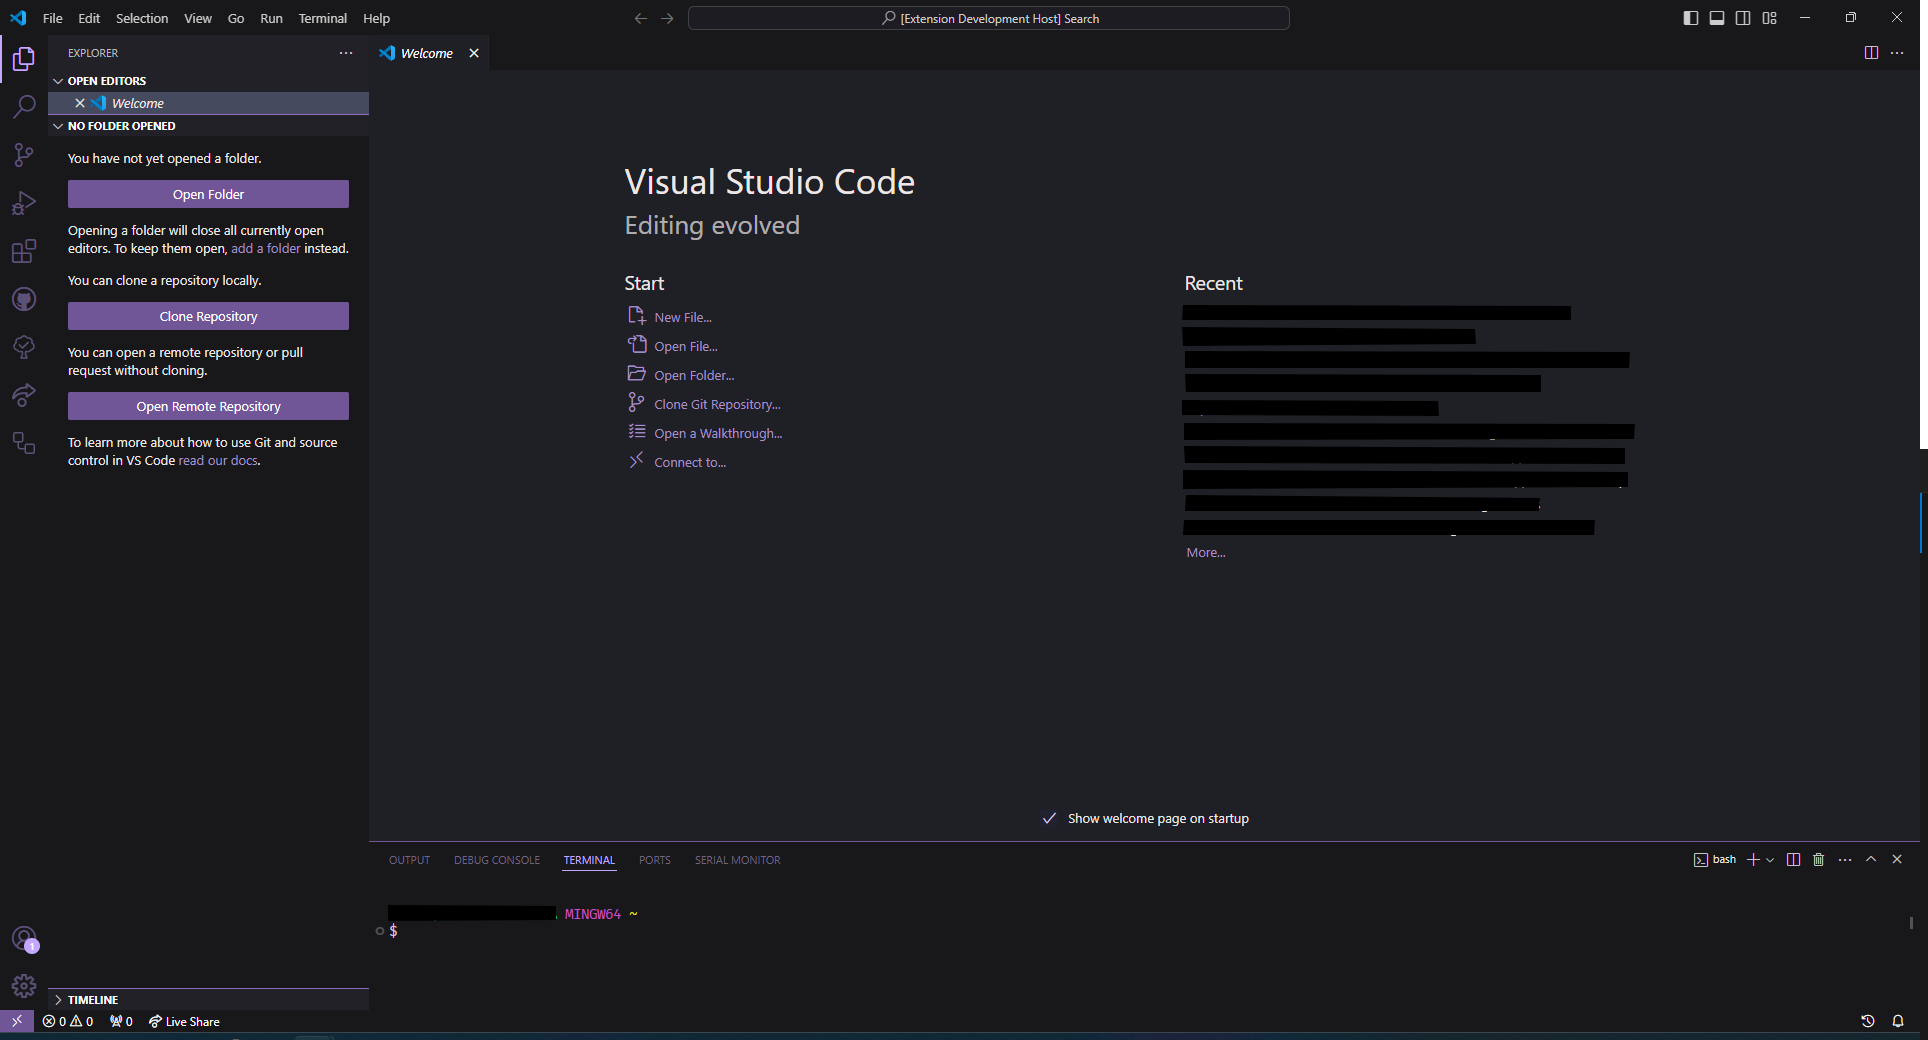 File Edit Selection View Go Run Terminal Help
[Extension Development Host] Search
EXPLORER
OPEN EDITORS
Welcome
NO FOLDER OPENED
You have not yet opened a folder.
Open Folder
Opening a folder will close all currently open
editors. To keep them open, add a folder instead.
You can clone a repository locally.
Clone Repository
You can open a remote repository or pull
request without cloning.
Open Remote Repository
To learn more about how to use Git and source
control in VS Code read our docs.
TIMELINE
Welcome
Visual Studio Code
Editing evolved
Start
New File...
Open File...
Open Folder...
Clone Git Repository...
Open a Walkthrough...
Connect to...
Recent
More...
Show welcome page on startup
OUTPUT DEBUG CONSOLE TERMINAL PORTS SERIAL MONITOR
bash
MINGW64 ~
$
1
0 0 0 Live Share